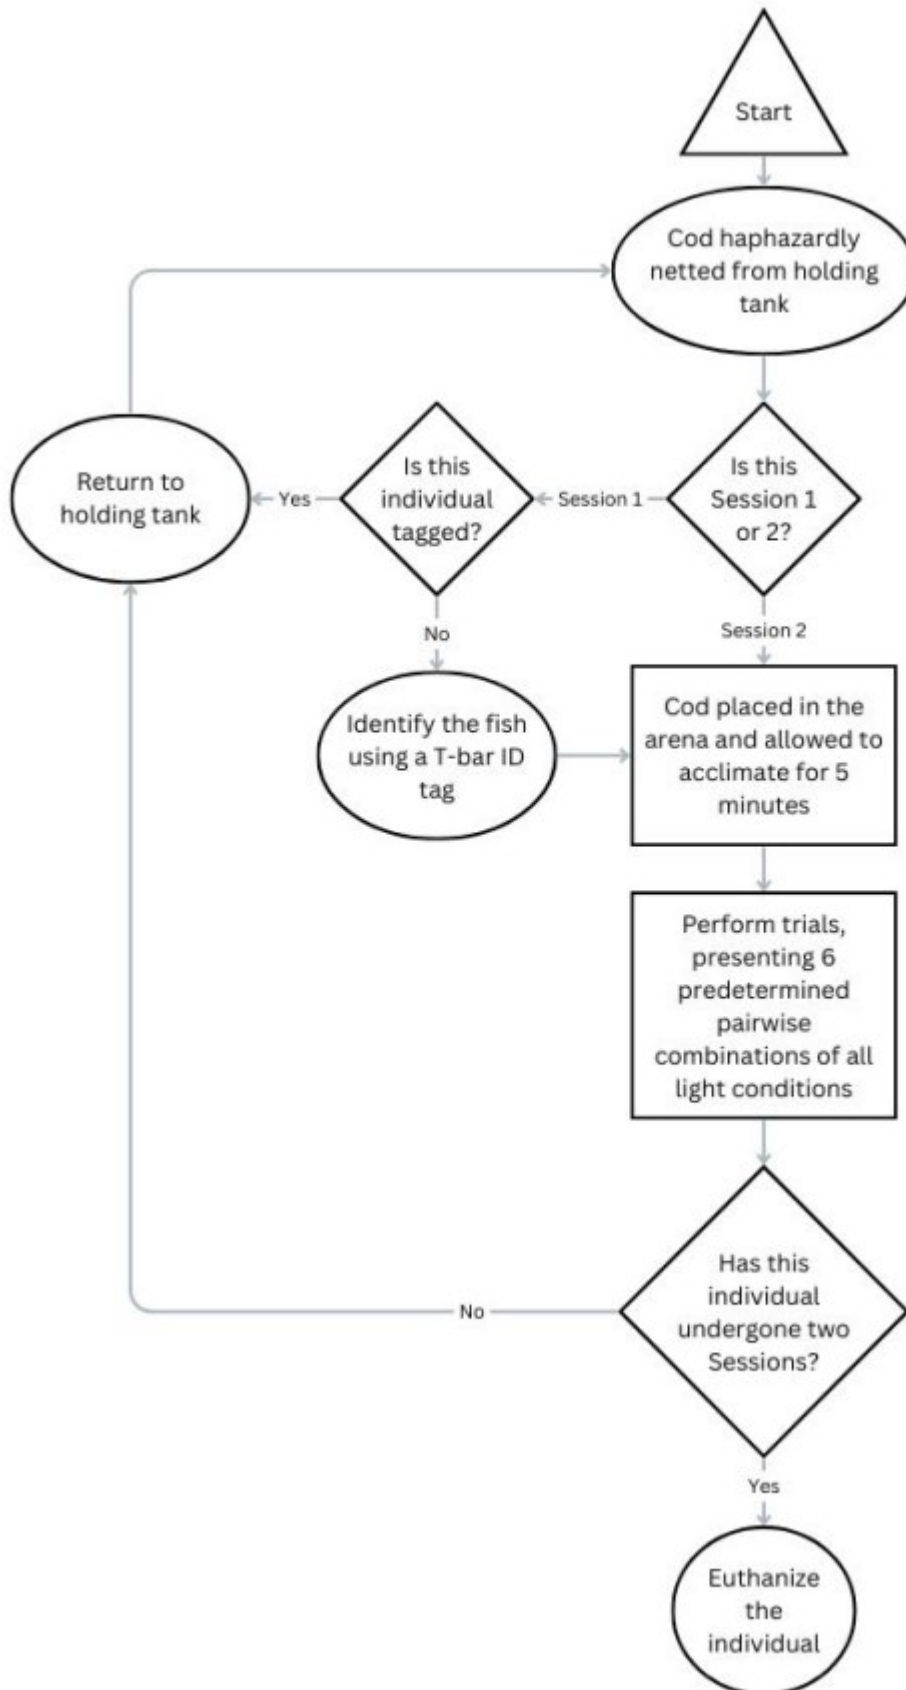 Start
Cod haphazardly
netted from holding
tank
Is this
Session 1
or 2?
Session 1
Is this
individual
tagged?
Yes
Return to
holding tank
No
Session 2
Identify the fish
using a T-bar ID
tag
Cod placed in the
arena and allowed to
acclimate for 5
minutes
Perform trials,
presenting 6
predetermined
pairwise
combinations of all
light conditions
Has this
individual
undergone two
Sessions?
No
Yes
Euthanize
the
individual